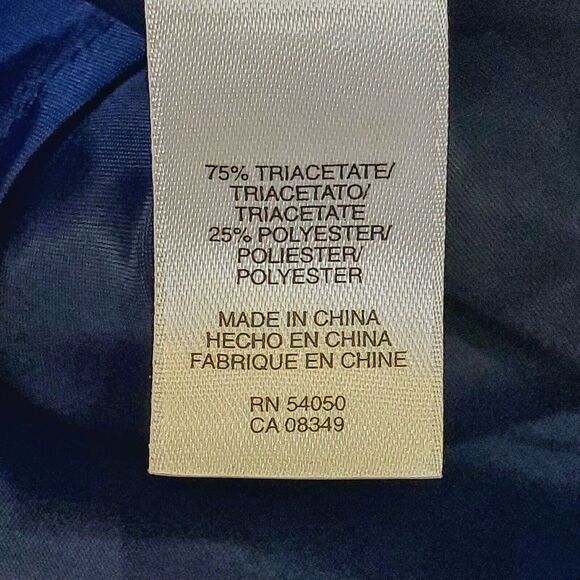 75% TRIACETATE/
TRIACETATO/
TRIACETATE
25% POLYESTER/
POLIESTER/
POLYESTER
MADE IN CHINA
HECHO EN CHINA
FABRIQUE EN CHINE
RN 54050
CA 08349